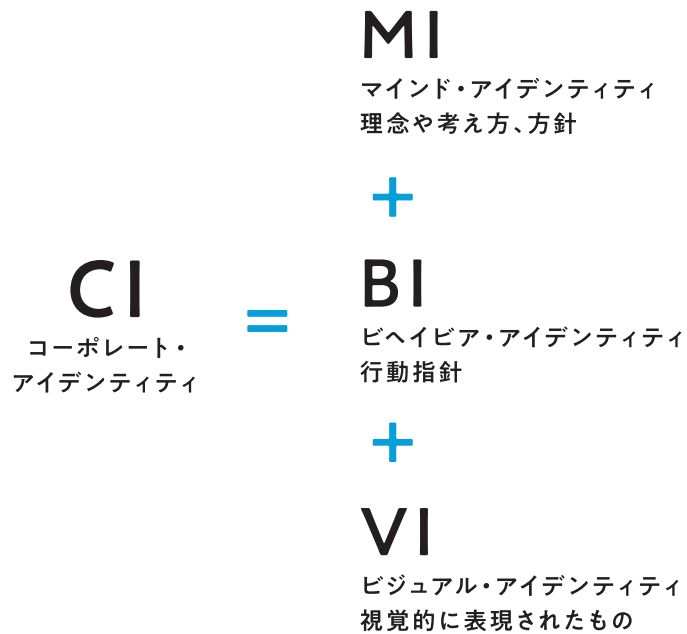 MI
マインド・アイデンティティ
理念や考え方、方針
+
CI
コーポレート・
アイデンティティ
=
BI
ビヘイビア・アイデンティティ
行動指針
+
VI
ビジュアル・アイデンティティ
視覚的に表現されたもの